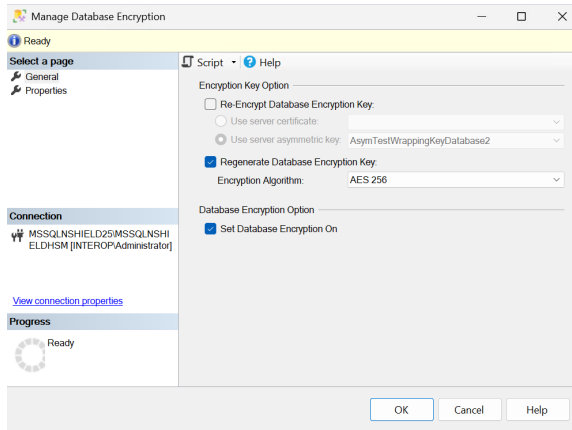 Manage Database Encryption
Ready
Select a page
General
Properties
Script
Help
Encryption Key Option
Re-Encrypt Database Encryption Key:
Use server certificate:
Use server asymmetric key: AsymTestWrappingKeyDatabase2
Regenerate Database Encryption Key:
Encryption Algorithm: AES 256
Database Encryption Option
Set Database Encryption On
Connection
MSSQLNSHIELD25\MSSQLNSHI
ELDHSM [INTEROP\Administrator]
View connection properties
Progress
Ready
OK Cancel Help